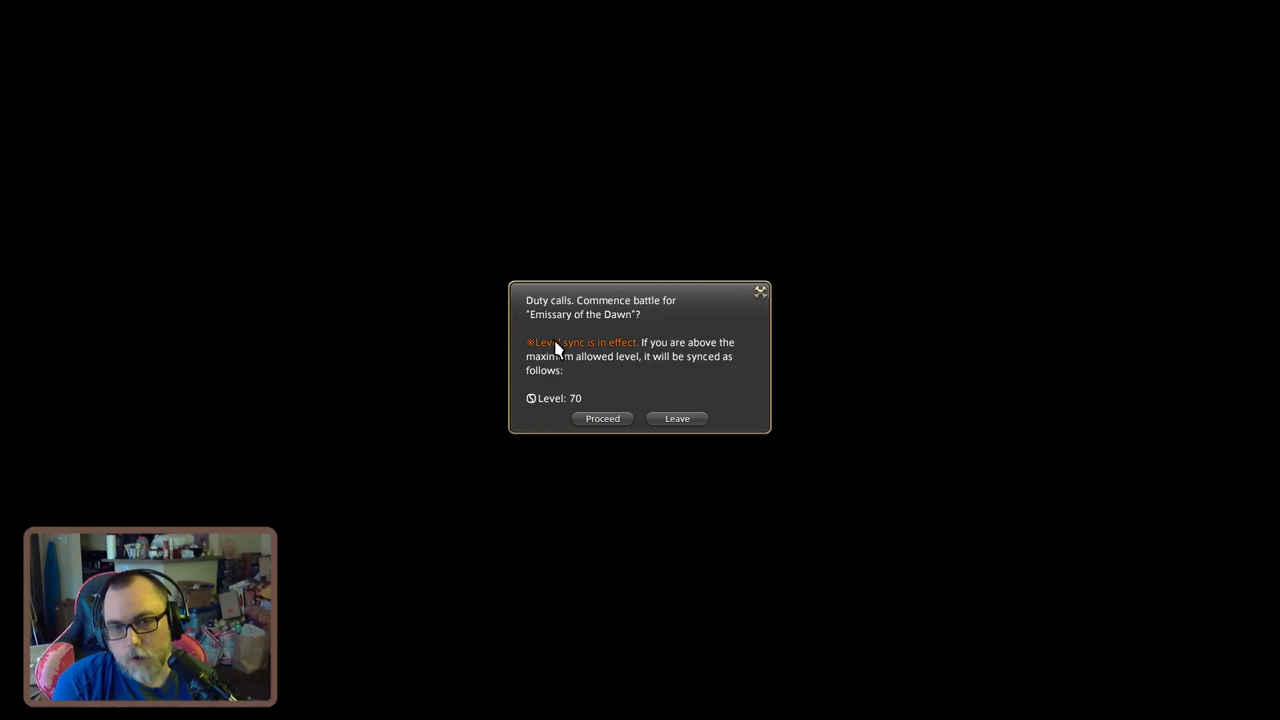 Duty calls. Commence battle for
"Emissary of the Dawn"?
※Level sync is in effect. If you are above the
maximum allowed level, it will be synced as
follows:
Level: 70
Proceed
Leave